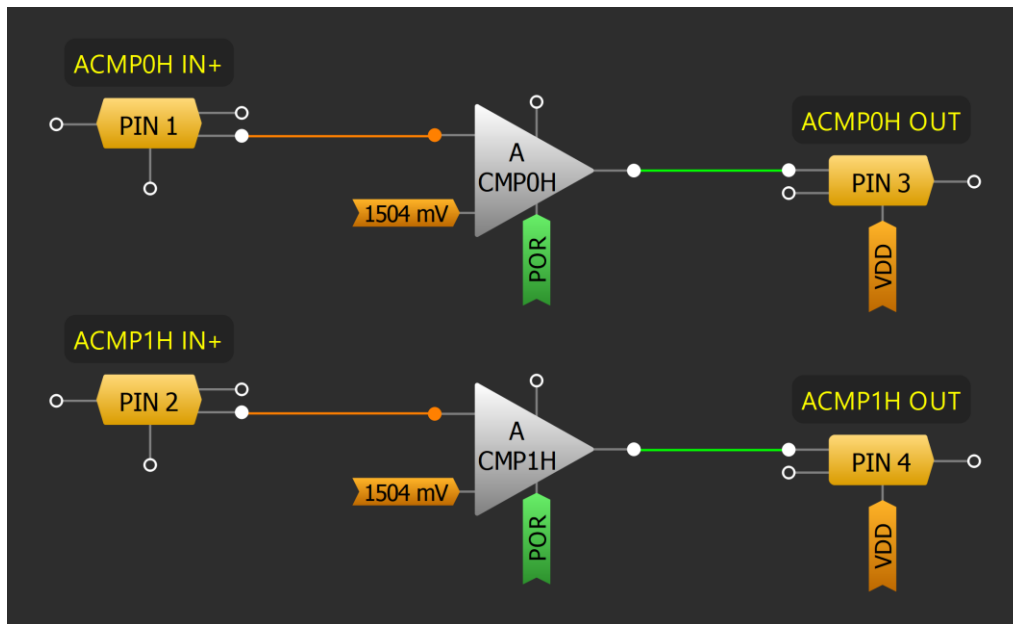 ACMP0H IN+
PIN 1
A
CMP0H
1504 mV
POR
ACMP0H OUT
PIN 3
VDD
ACMP1H IN+
PIN 2
A
CMP1H
1504 mV
POR
ACMP1H OUT
PIN 4
VDD